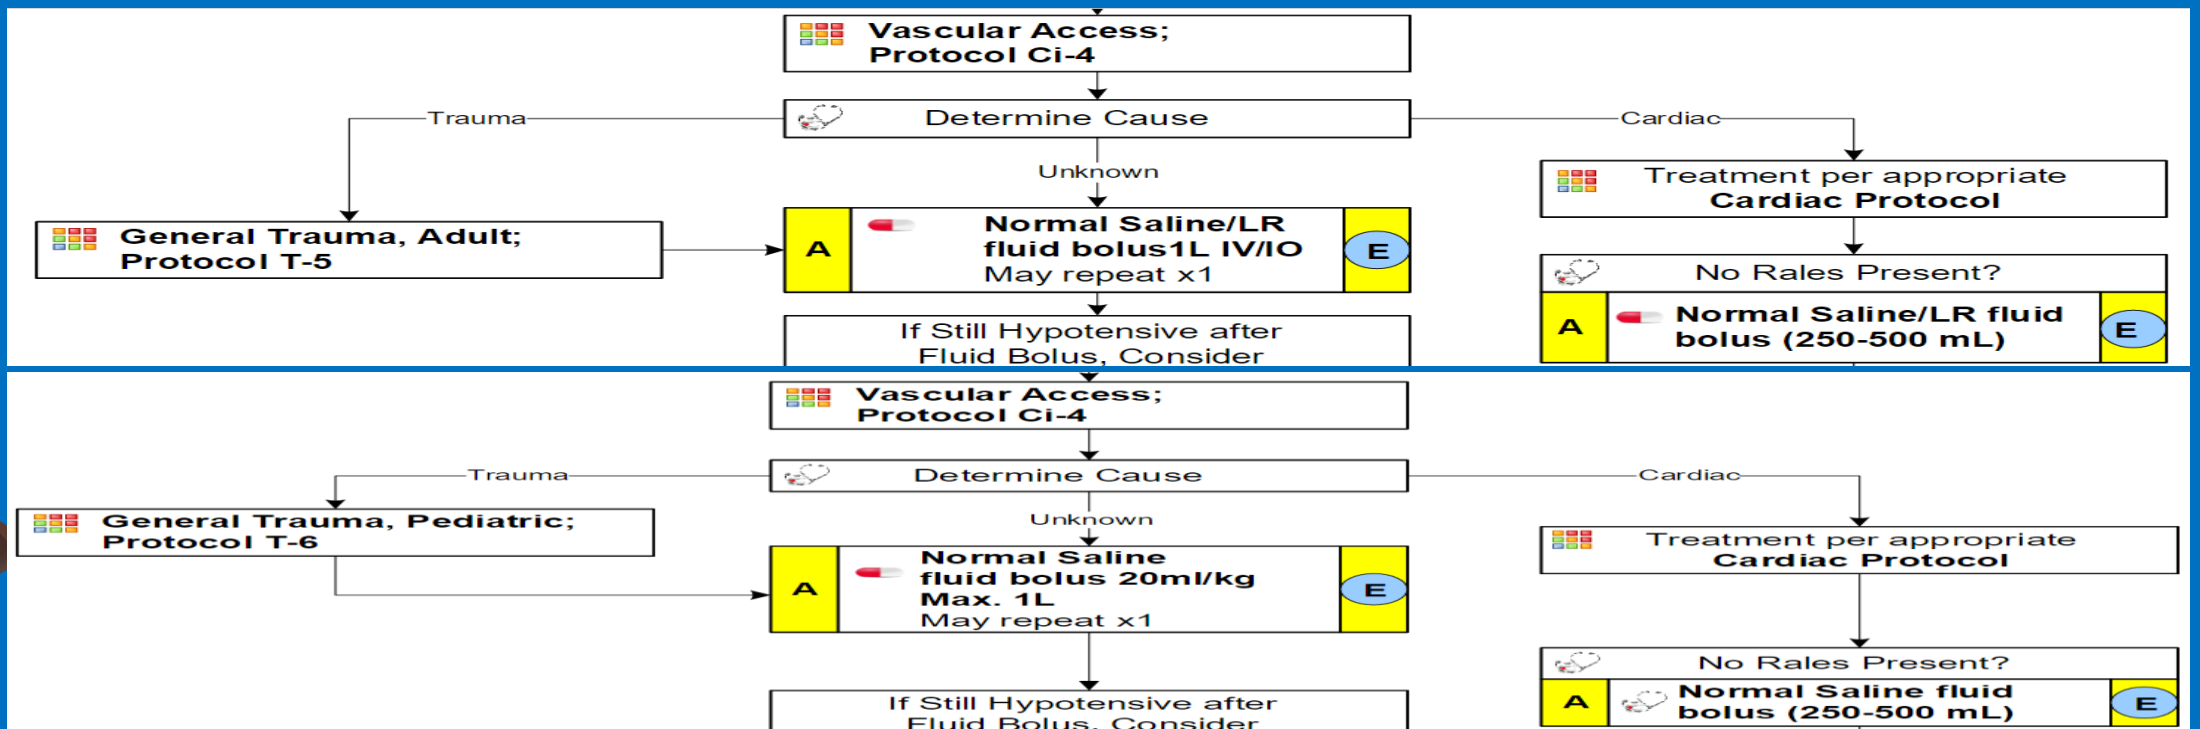 Vascular Access;
Protocol Ci-4
Determine Cause
Trauma
Unknown
Cardiac
General Trauma, Adult;
Protocol T-5
A
Normal Saline/LR
fluid bolus1L IV/IO
May repeat x1
E
Treatment per appropriate
Cardiac Protocol
No Rales Present?
A
Normal Saline/LR fluid
bolus (250-500 mL)
E
If Still Hypotensive after
Fluid Bolus, Consider
Vascular Access;
Protocol Ci-4
Determine Cause
Trauma
Unknown
Cardiac
General Trauma, Pediatric;
Protocol T-6
A
Normal Saline
fluid bolus 20ml/kg
Max. 1L
May repeat x1
E
Treatment per appropriate
Cardiac Protocol
No Rales Present?
A
Normal Saline fluid
bolus (250-500 mL)
E
If Still Hypotensive after
Fluid Bolus, Consider